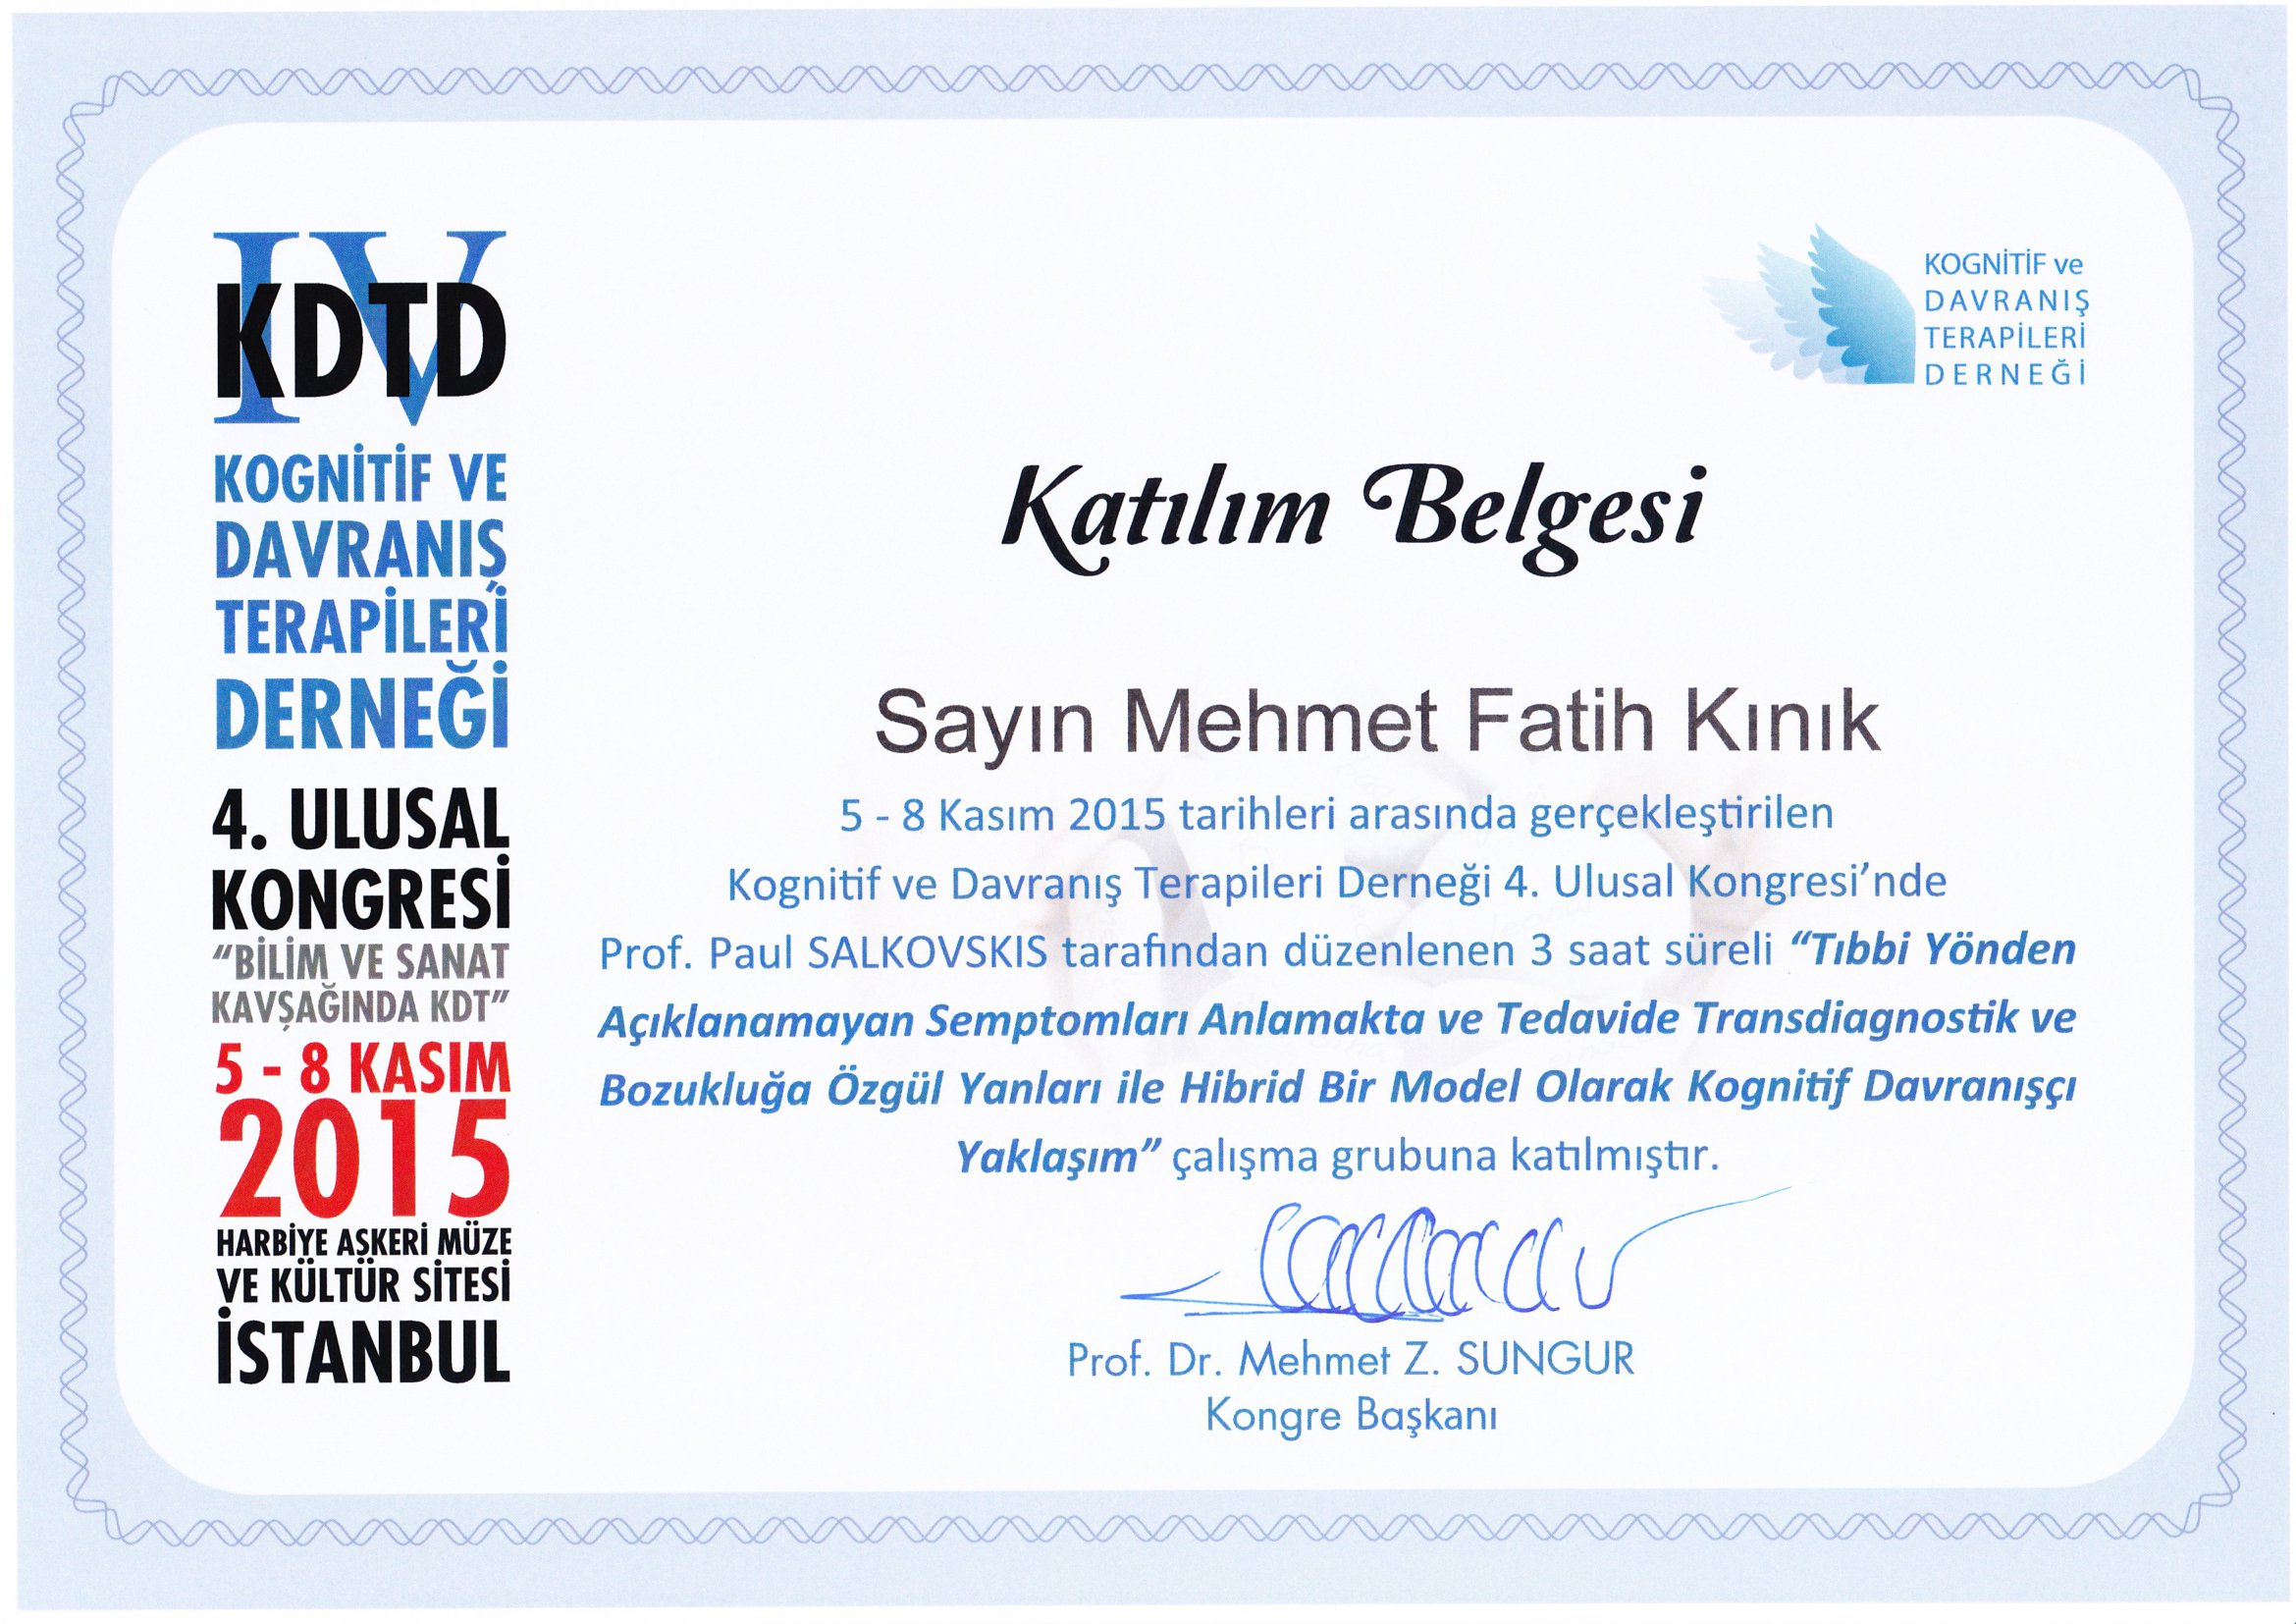 IV
KDTD
KOGNİTİF VE
DAVRANIŞ
TERAPİLERİ
DERNEĞİ
4. ULUSAL
KONGRESİ
“BİLİM VE SANAT
KAVŞAĞINDA KDT”
5 - 8 KASIM
2015
HARBİYE ASKERİ MÜZE
VE KÜLTÜR SİTESİ
İSTANBUL
KOGNİTİF ve
DAVRANIŞ
TERAPİLERİ
DERNEĞİ
Katılım Belgesi
Sayın Mehmet Fatih Kınık
5 - 8 Kasım 2015 tarihleri arasında gerçekleştirilen
Kognitif ve Davranış Terapileri Derneği 4. Ulusal Kongresi’nde
Prof. Paul SALKOVSKIS tarafından düzenlenen 3 saat süreli “Tıbbi Yönden
Açıklanamayan Semptomları Anlamakta ve Tedavide Transdiagnostik ve
Bozukluğa Özgül Yanları ile Hibrid Bir Model Olarak Kognitif Davranışçı
Yaklaşım” çalışma grubuna katılmıştır.
Prof. Dr. Mehmet Z. SUNGUR
Kongre Başkanı